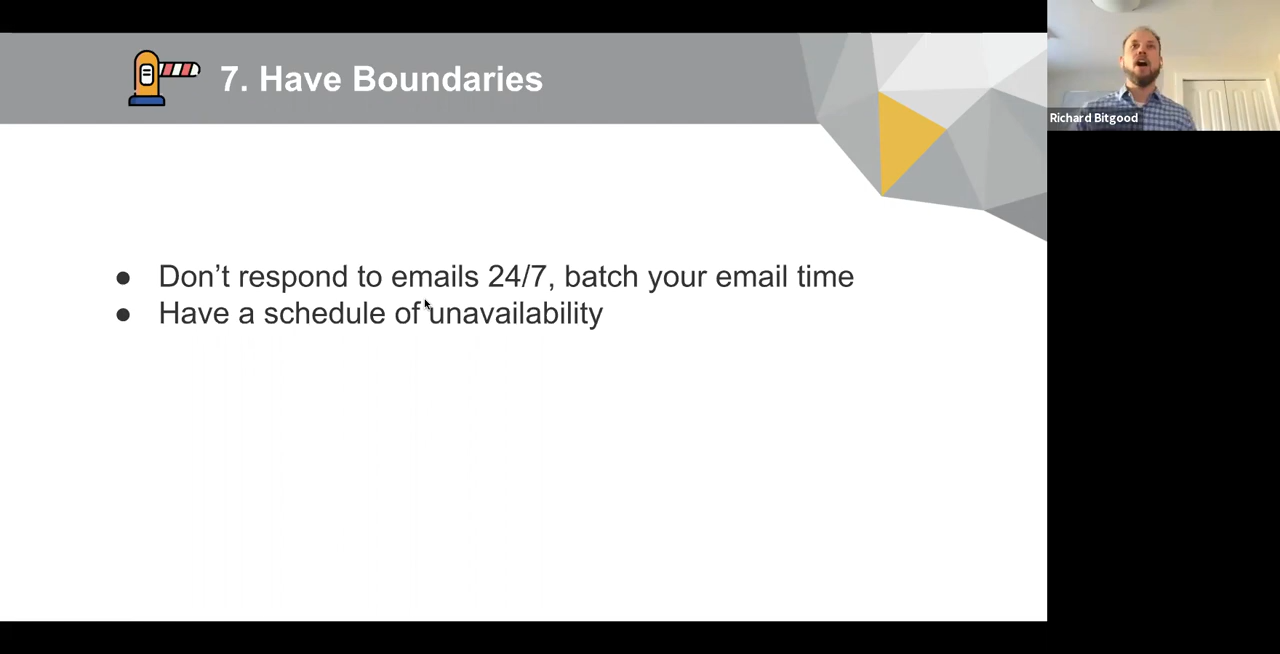 7. Have Boundaries
Richard Bitgood
● Don’t respond to emails 24/7, batch your email time
● Have a schedule of unavailability